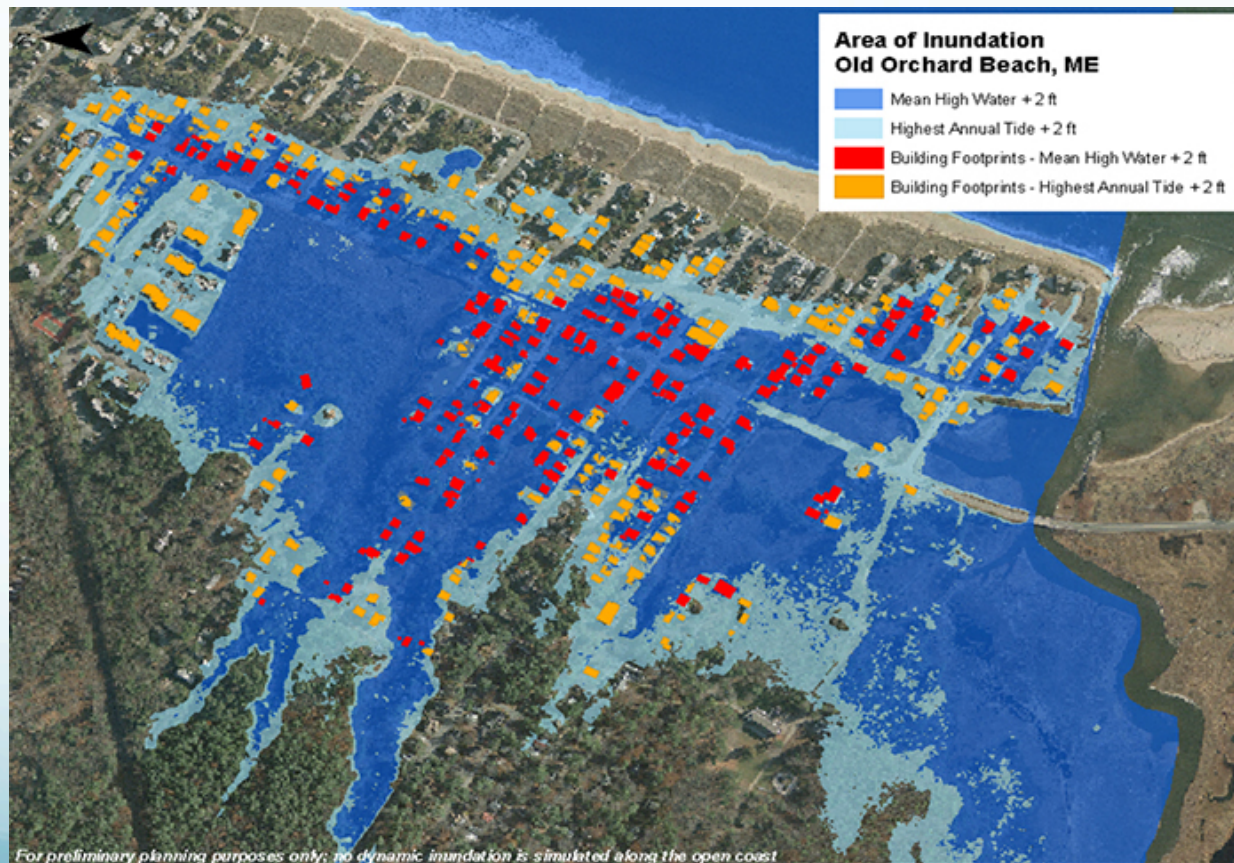 Area of Inundation
Old Orchard Beach, ME
Mean High Water + 2 ft
Highest Annual Tide + 2 ft
Building Footprints - Mean High Water + 2 ft
Building Footprints - Highest Annual Tide + 2 ft
For preliminary planning purposes only; no dynamic inundation is simulated along the open coast